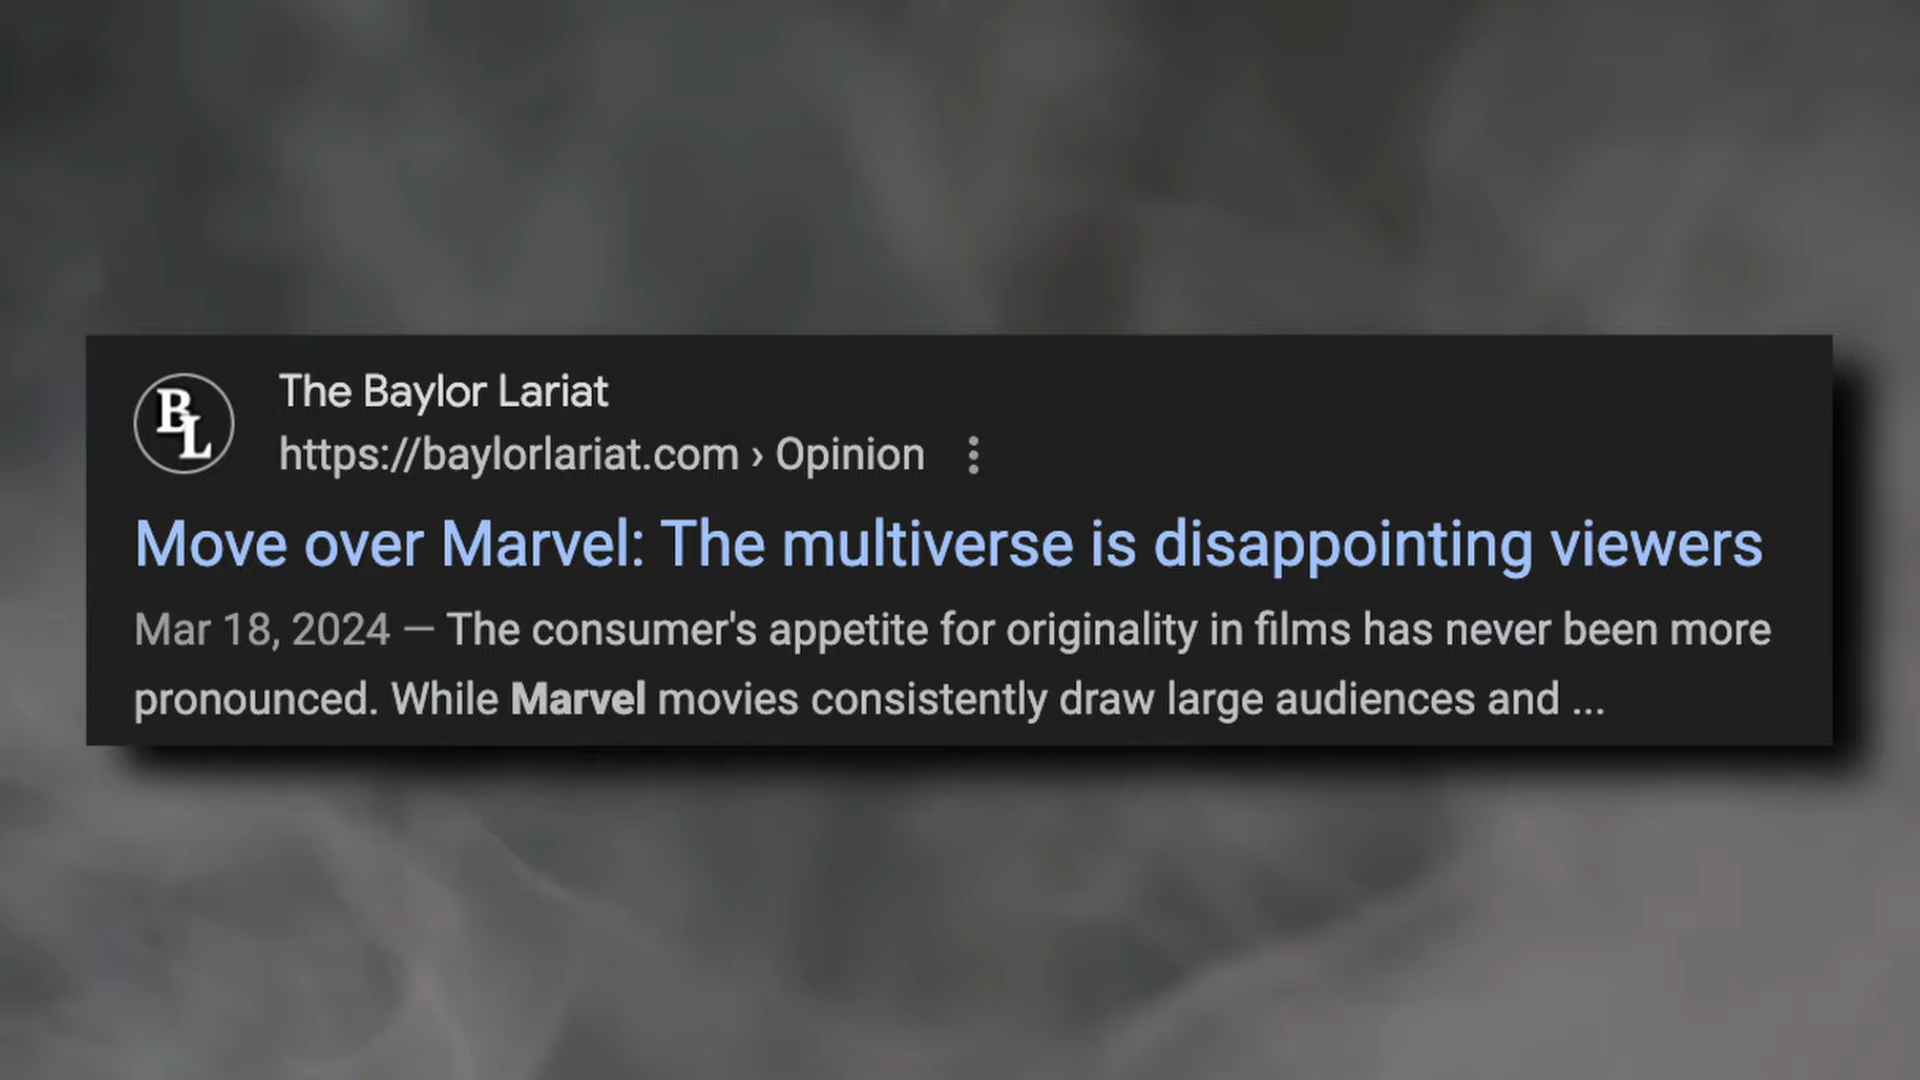 BL
The Baylor Lariat
https://baylorlariat.com › Opinion
Move over Marvel: The multiverse is disappointing viewers
Mar 18, 2024 — The consumer's appetite for originality in films has never been more
pronounced. While Marvel movies consistently draw large audiences and ...